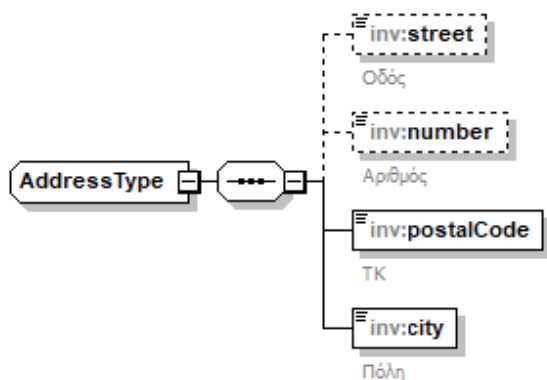 inv:street
Οδός
inv:number
Αριθμός
AddressType
inv:postalCode
ΤΚ
inv:city
Πόλη